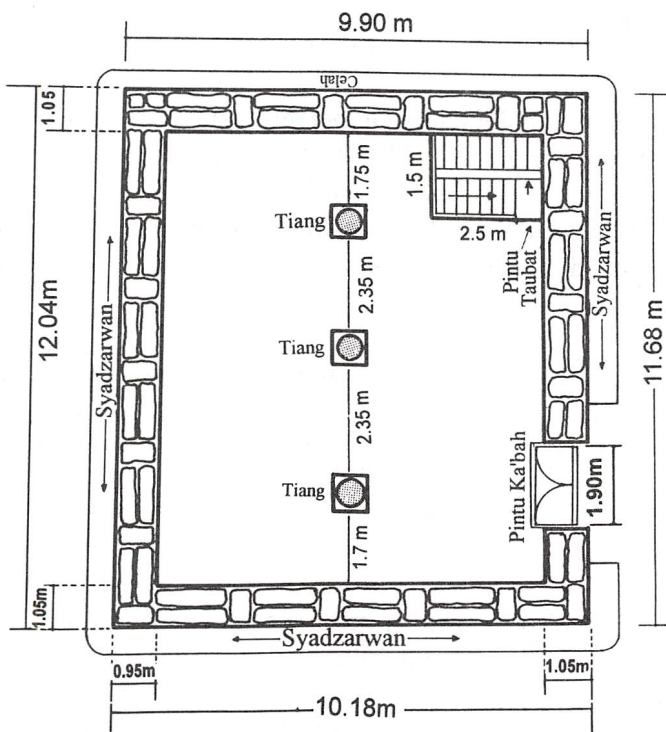 9.90 m
Celah
1.05
1.75 m
1.5 m
2.5 m
Tiang
Pintu
Taubat
Syadzarwan
2.35 m
12.04m
Syadzarwan
11.68 m
Tiang
2.35 m
Tiang
Pintu Ka'bah
1.90m
1.7 m
1.05m
Syadzarwan
0.95m
1.05m
10.18m